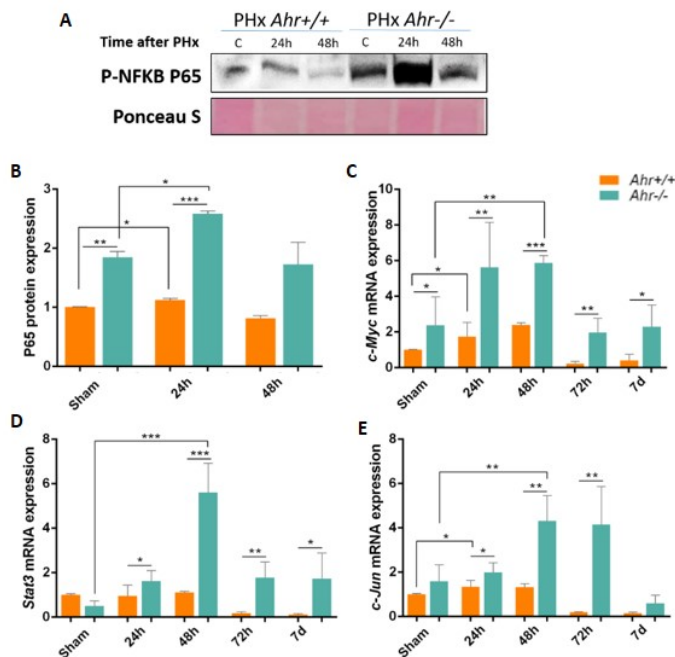 A
PHx Ahr+/+ PHx Ahr-/-
Time after PHx C 24h 48h C 24h 48h
P-NFKB P65
Ponceau S
B
P65 protein expression
3
2
1
0
* * ** ***
Sham 24h 48h
C
Ahr+/+
Ahr-/-
c-Myc mRNA expression
10
8
6
4
2
0
** ** *** * * ** *
Sham 24h 48h 72h 7d
D
Stat3 mRNA expression
8
6
4
2
0
*** *** * ** *
Sham 24h 48h 72h 7d
E
c-Jun mRNA expression
8
6
4
2
0
** ** ** * *
Sham 24h 48h 72h 7d